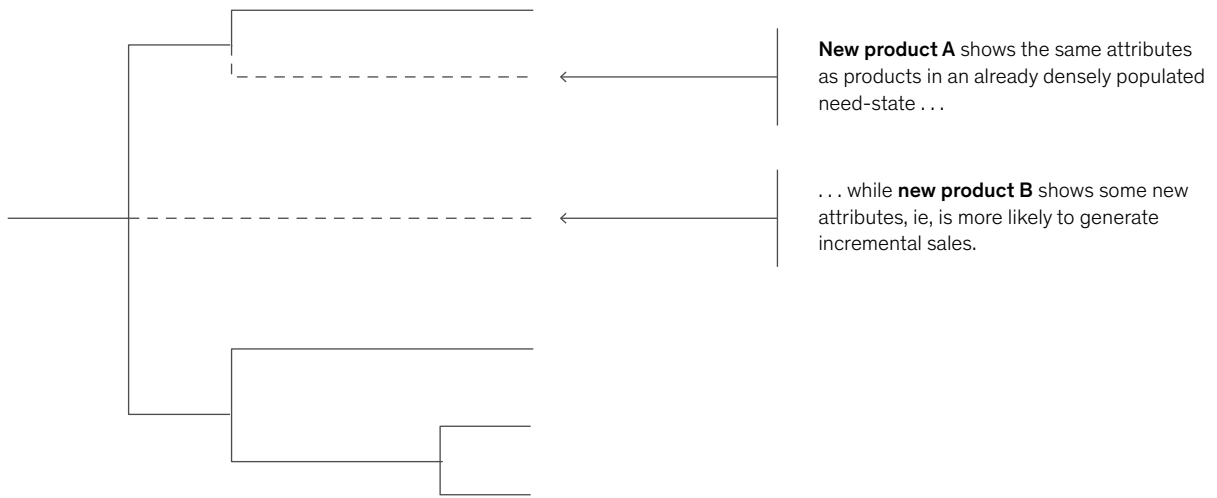 New product A shows the same attributes
as products in an already densely populated
need-state . . .
. . . while new product B shows some new
attributes, ie, is more likely to generate
incremental sales.